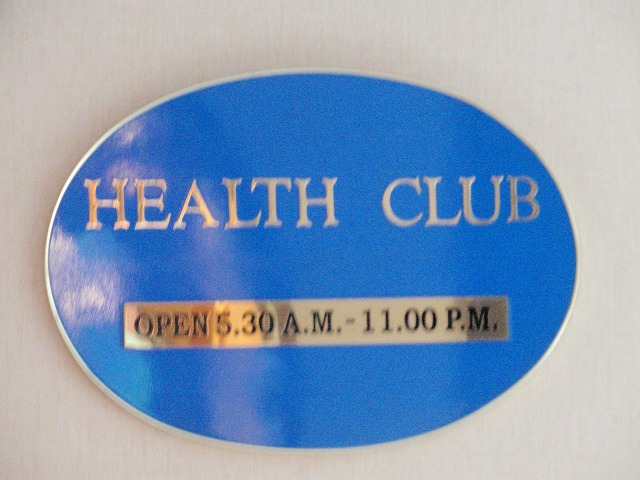 HEALTH CLUB
OPEN 5.30 A.M.-11.00 P.M.